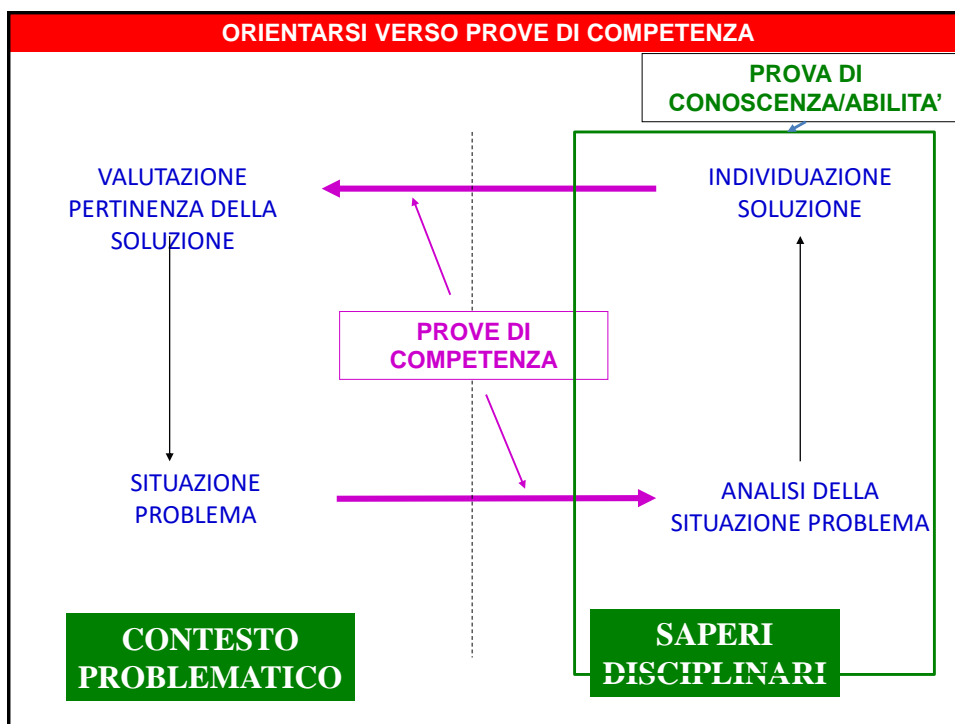 ORIENTARSI VERSO PROVE DI COMPETENZA
PROVA DI
CONOSCENZA/ABILITA’
VALUTAZIONE
PERTINENZA DELLA
SOLUZIONE
INDIVIDUAZIONE
SOLUZIONE
PROVE DI
COMPETENZA
SITUAZIONE
PROBLEMA
ANALISI DELLA
SITUAZIONE PROBLEMA
CONTESTO
PROBLEMATICO
SAPERI
DISCIPLINARI